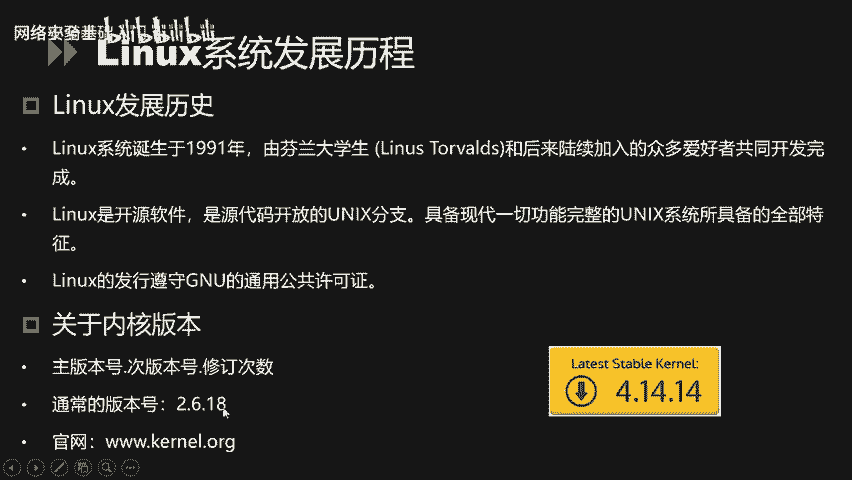 Linux系统发展历程
Linux发展历史
Linux系统诞生于1991年，由芬兰大学生 (Linus Torvalds)和后来陆续加入的众多爱好者共同开发完
成。
Linux是开源软件，是源代码开放的UNIX分支。具备现代一切功能完整的UNIX系统所具备的全部特
征。
Linux的发行遵守GNU的通用公共许可证。
关于内核版本
主版本号.次版本号.修订次数
Latest Stable Kernel:
4.14.14
通常的版本号：2.6.18
官网：www.kernel.org